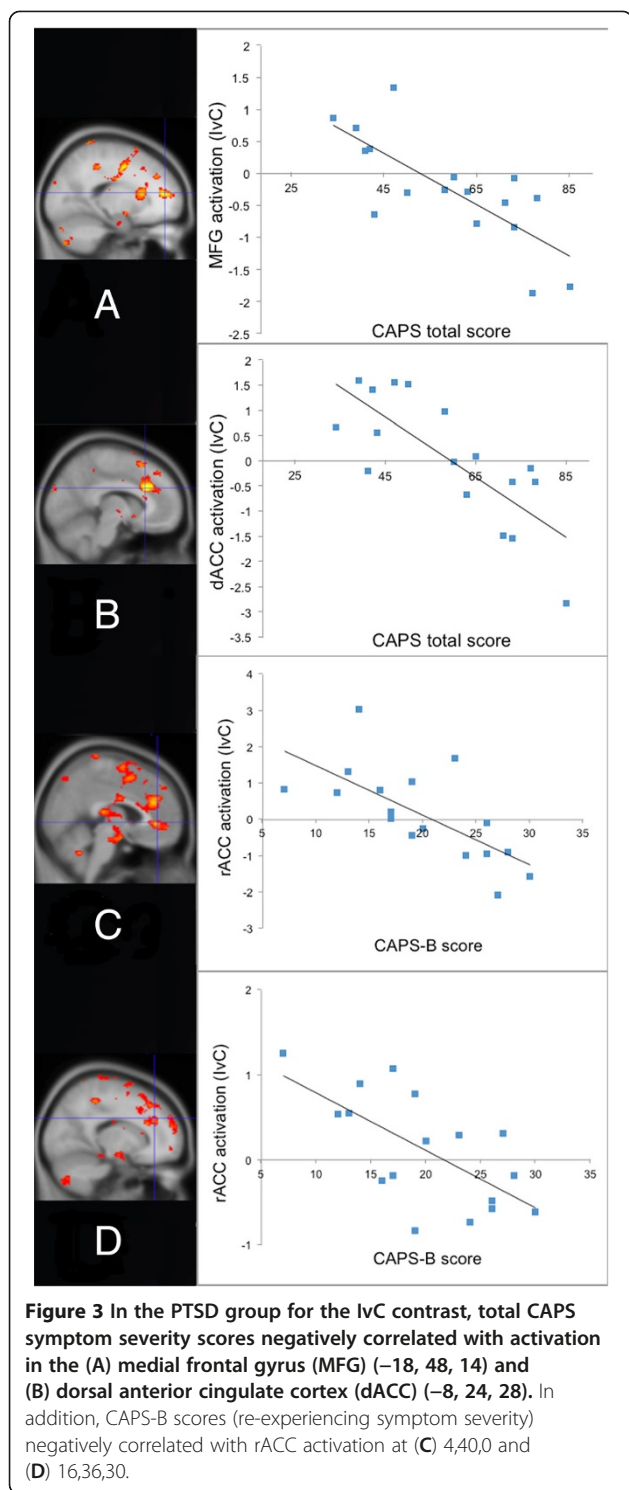 2
1.5
1
0.5
0
25 45 65 85
-0.5
-1
-1.5
-2
-2.5
MFG activation (IvC)
CAPS total score
A
2
1.5
1
0.5
0
25 45 65 85
-0.5
-1
-1.5
-2
-2.5
-3
-3.5
dACC activation (IvC)
CAPS total score
B
4
3
2
1
0
5 10 15 20 25 30 35
-1
-2
-3
rACC activation (IvC)
CAPS-B score
C
2
1
0
5 10 15 20 25 30 35
-1
rACC activation (IvC)
CAPS-B score
D
Figure 3 In the PTSD group for the IvC contrast, total CAPS
symptom severity scores negatively correlated with activation
in the (A) medial frontal gyrus (MFG) (−18, 48, 14) and
(B) dorsal anterior cingulate cortex (dACC) (−8, 24, 28). In
addition, CAPS-B scores (re-experiencing symptom severity)
negatively correlated with rACC activation at (C) 4,40,0 and
(D) 16,36,30.